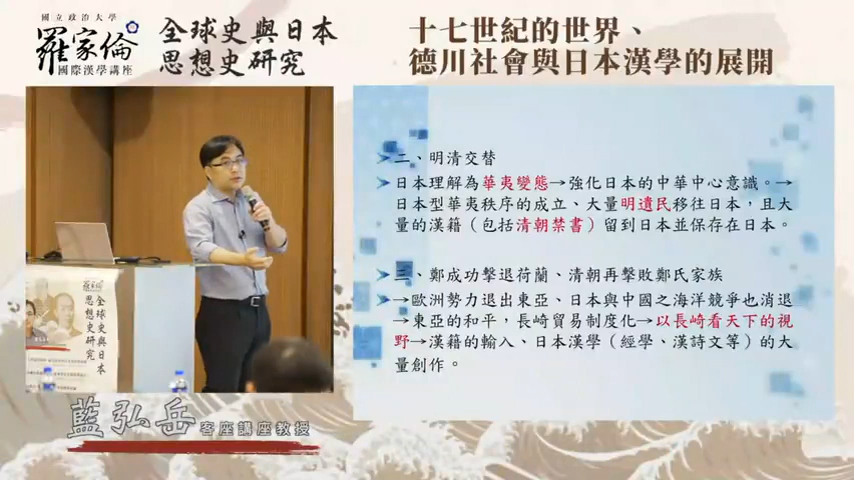 國立政治大學
羅家倫
國際漢學講座
全球史與日本
思想史研究
十七世紀的世界、
德川社會與日本漢學的展開
二、明清交替
日本理解為華夷變態→強化日本的中華中心意識。→
日本型華夷秩序的成立、大量明遺民移往日本，且大
量的漢籍（包括清朝禁書）留到日本並保存在日本。
三、鄭成功擊退荷蘭、清朝再擊敗鄭氏家族
→歐洲勢力退出東亞、日本與中國之海洋競爭也消退
→東亞的和平，長崎貿易制度化→以長崎看天下的視
野→漢籍的輸入、日本漢學（經學、漢詩文等）的大
量創作。
全球史與日本
思想史研究
藍弘岳 客座講座教授